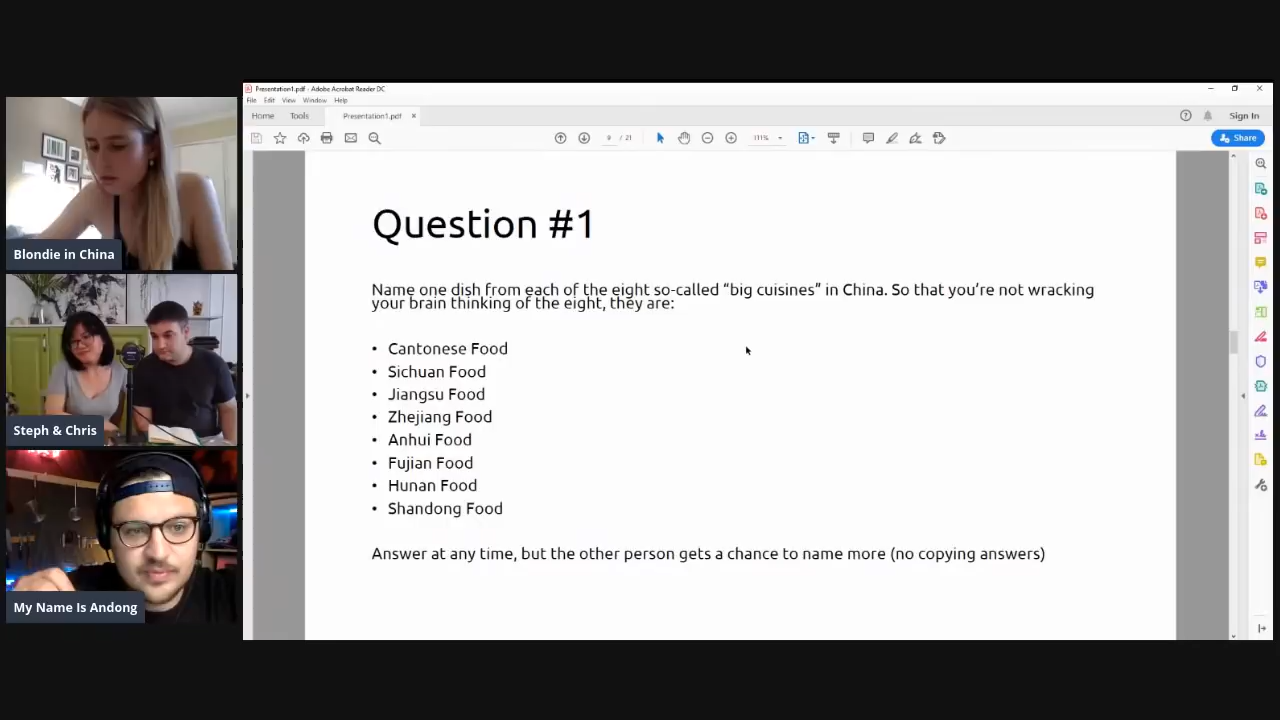 Presentation1.pdf - Adobe Acrobat Reader DC
File Edit View Window Help
Home Tools Presentation1.pdf × Sign In
9 / 21 111% Share
Question #1
Name one dish from each of the eight so-called “big cuisines” in China. So that you’re not wracking
your brain thinking of the eight, they are:
• Cantonese Food
• Sichuan Food
• Jiangsu Food
• Zhejiang Food
• Anhui Food
• Fujian Food
• Hunan Food
• Shandong Food
Answer at any time, but the other person gets a chance to name more (no copying answers)
Blondie in China
Steph & Chris
My Name Is Andong